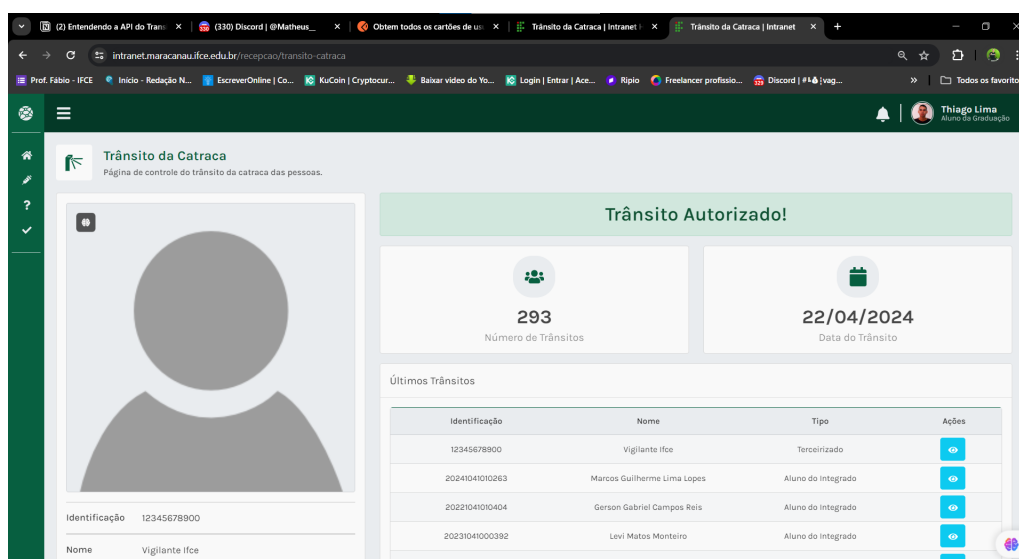 (2) Entendendo a API do Trans
(330) Discord | @Matheus_
Obtem todos os cartões de us
Trânsito da Catraca | Intranet
Trânsito da Catraca | Intranet
intranet.maracanau.ifce.edu.br/recepcao/transito-catraca
Prof. Fábio - IFCE
Início - Redação N...
EscreverOnline | Co...
KuCoin | Cryptocur...
Baixar video do Yo...
Login | Entrar | Ace...
Ripio
Freelancer profissio...
Todos os favorito
Thiago Lima
Aluno da Graduação
Trânsito da Catraca
Página de controle do trânsito da catraca das pessoas.
Trânsito Autorizado!
293
Número de Trânsitos
22/04/2024
Data do Trânsito
Últimos Trânsitos
Identificação Nome Tipo Ações
12345678900 Vigilante Ifce Terceirizado
20241041010263 Marcos Guilherme Lima Lopes Aluno do Integrado
20221041010404 Gerson Gabriel Campos Reis Aluno do Integrado
20231041000392 Levi Matos Monteiro Aluno do Integrado
Identificação 12345678900
Nome Vigilante Ifce